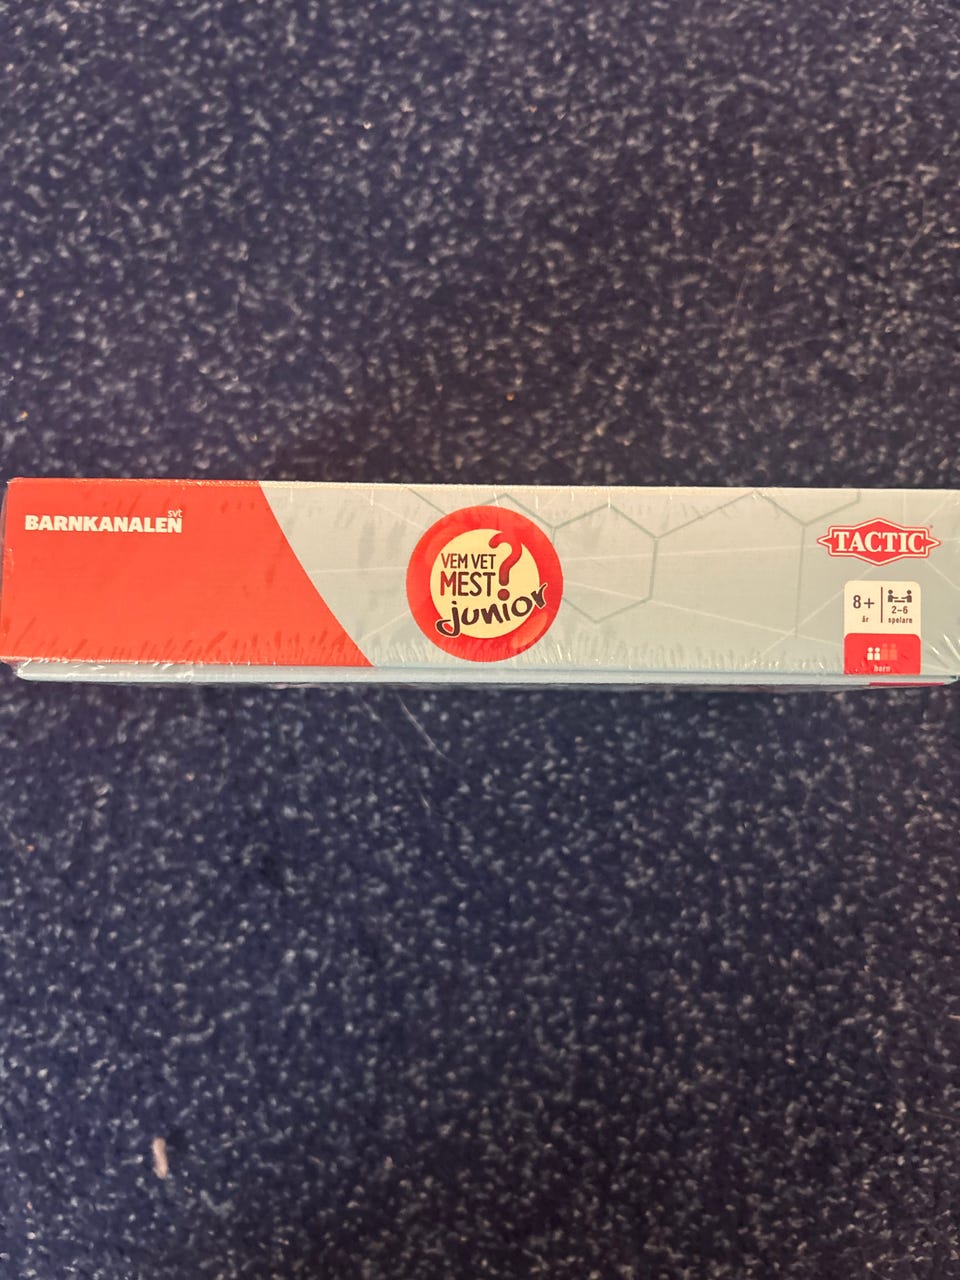 BARNKANALEN
svt
VEM VET
MEST?
junior
TACTIC
8+
år
2–6
spelare
barn